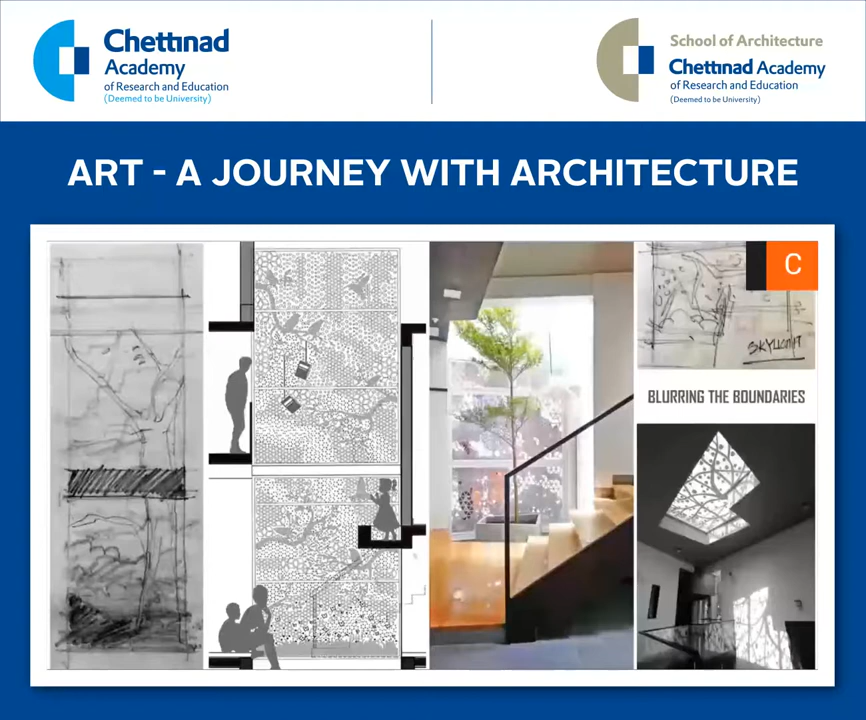 Chettinad
Academy
of Research and Education
(Deemed to be University)
School of Architecture
Chettinad Academy
of Research and Education
(Deemed to be University)
ART - A JOURNEY WITH ARCHITECTURE
C
SKYLIGHT
BLURRING THE BOUNDARIES